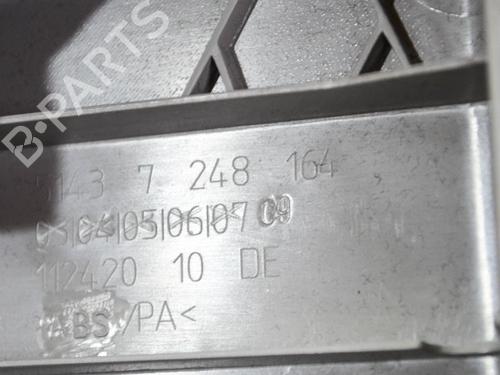 B-PARTS
5143 7 248 164
03|04|05|06|07 09
112420 10 DE
>ABS/PA<